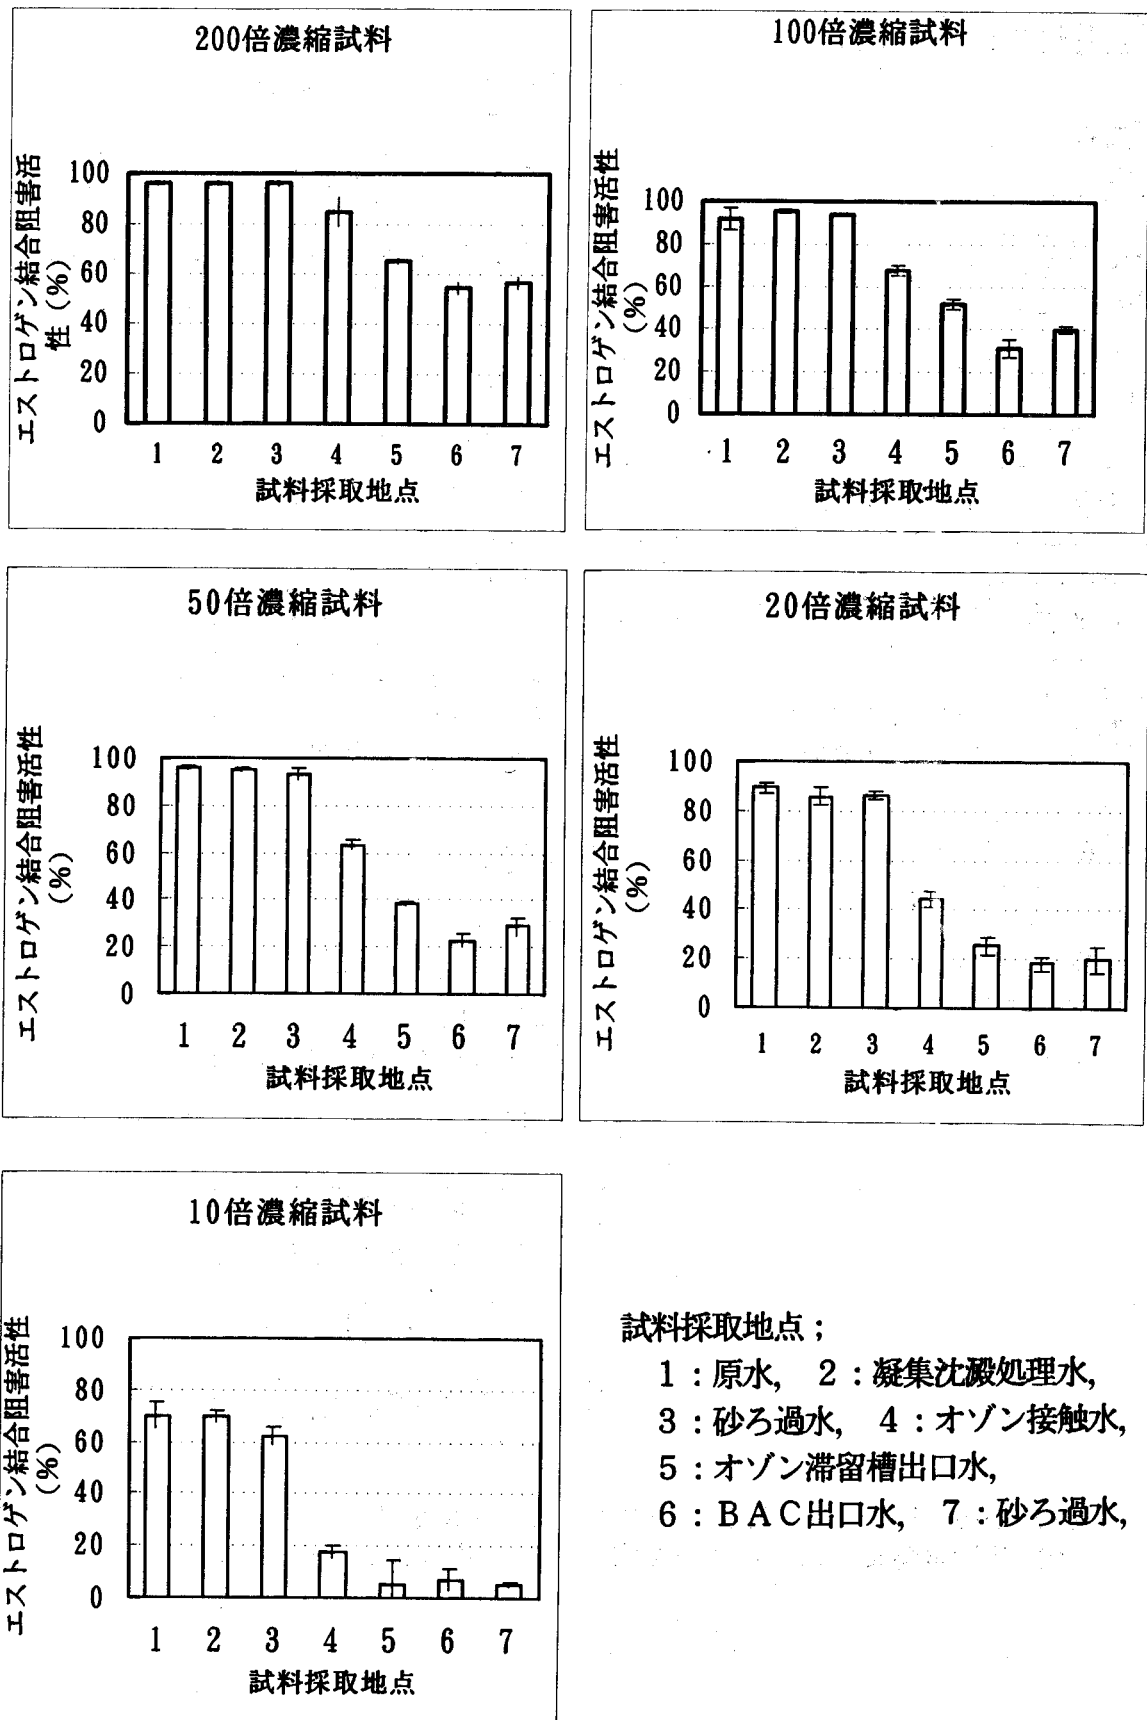 200倍濃縮試料
エストロゲン結合阻害活
性(%)
100
80
60
40
20
0
1 2 3 4 5 6 7
試料採取地点
100倍濃縮試料
エストロゲン結合阻害活性
(%)
100
80
60
40
20
0
1 2 3 4 5 6 7
試料採取地点
50倍濃縮試料
エストロゲン結合阻害活性
(%)
100
80
60
40
20
0
1 2 3 4 5 6 7
試料採取地点
20倍濃縮試料
エストロゲン結合阻害活性
(%)
100
80
60
40
20
0
1 2 3 4 5 6 7
試料採取地点
10倍濃縮試料
エストロゲン結合阻害活性
(%)
100
80
60
40
20
0
1 2 3 4 5 6 7
試料採取地点
試料採取地点;
1:原水, 2:凝集沈澱処理水,
3:砂ろ過水, 4:オゾン接触水,
5:オゾン滞留槽出口水,
6:BAC出口水, 7:砂ろ過水,